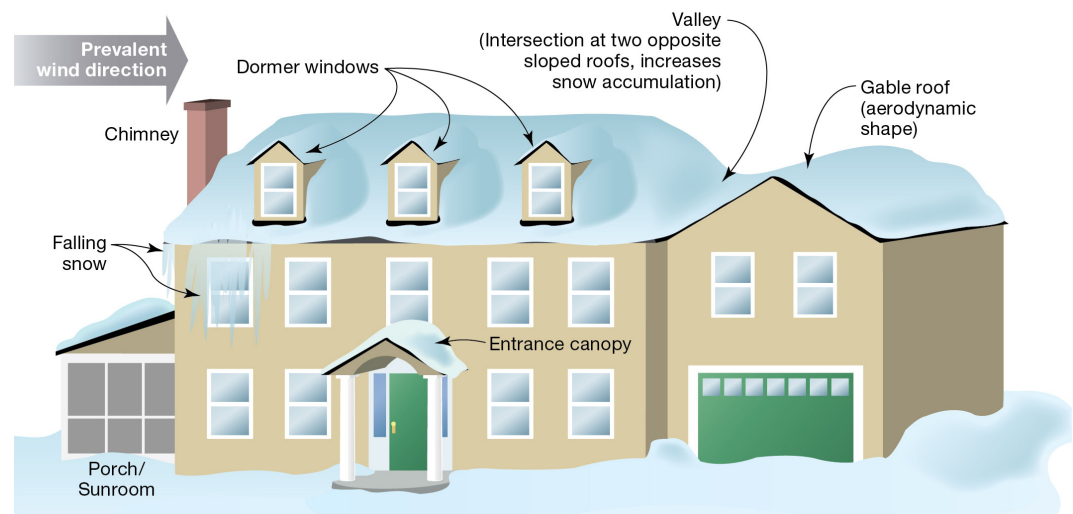 Prevalent
wind direction
Dormer windows
Valley
(Intersection at two opposite
sloped roofs, increases
snow accumulation)
Gable roof
(aerodynamic
shape)
Chimney
Falling
snow
Entrance canopy
Porch/
Sunroom